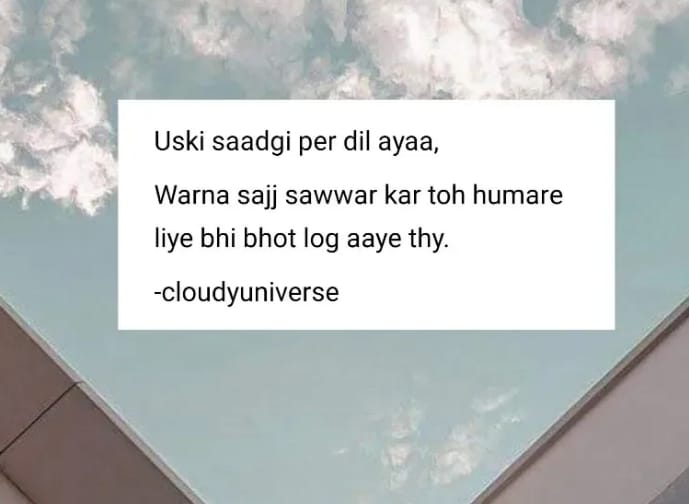 Uski saadgi per dil ayaa,
Warna sajj sawwar kar toh humare
liye bhi bhot log aaye thy.
-cloudyuniverse